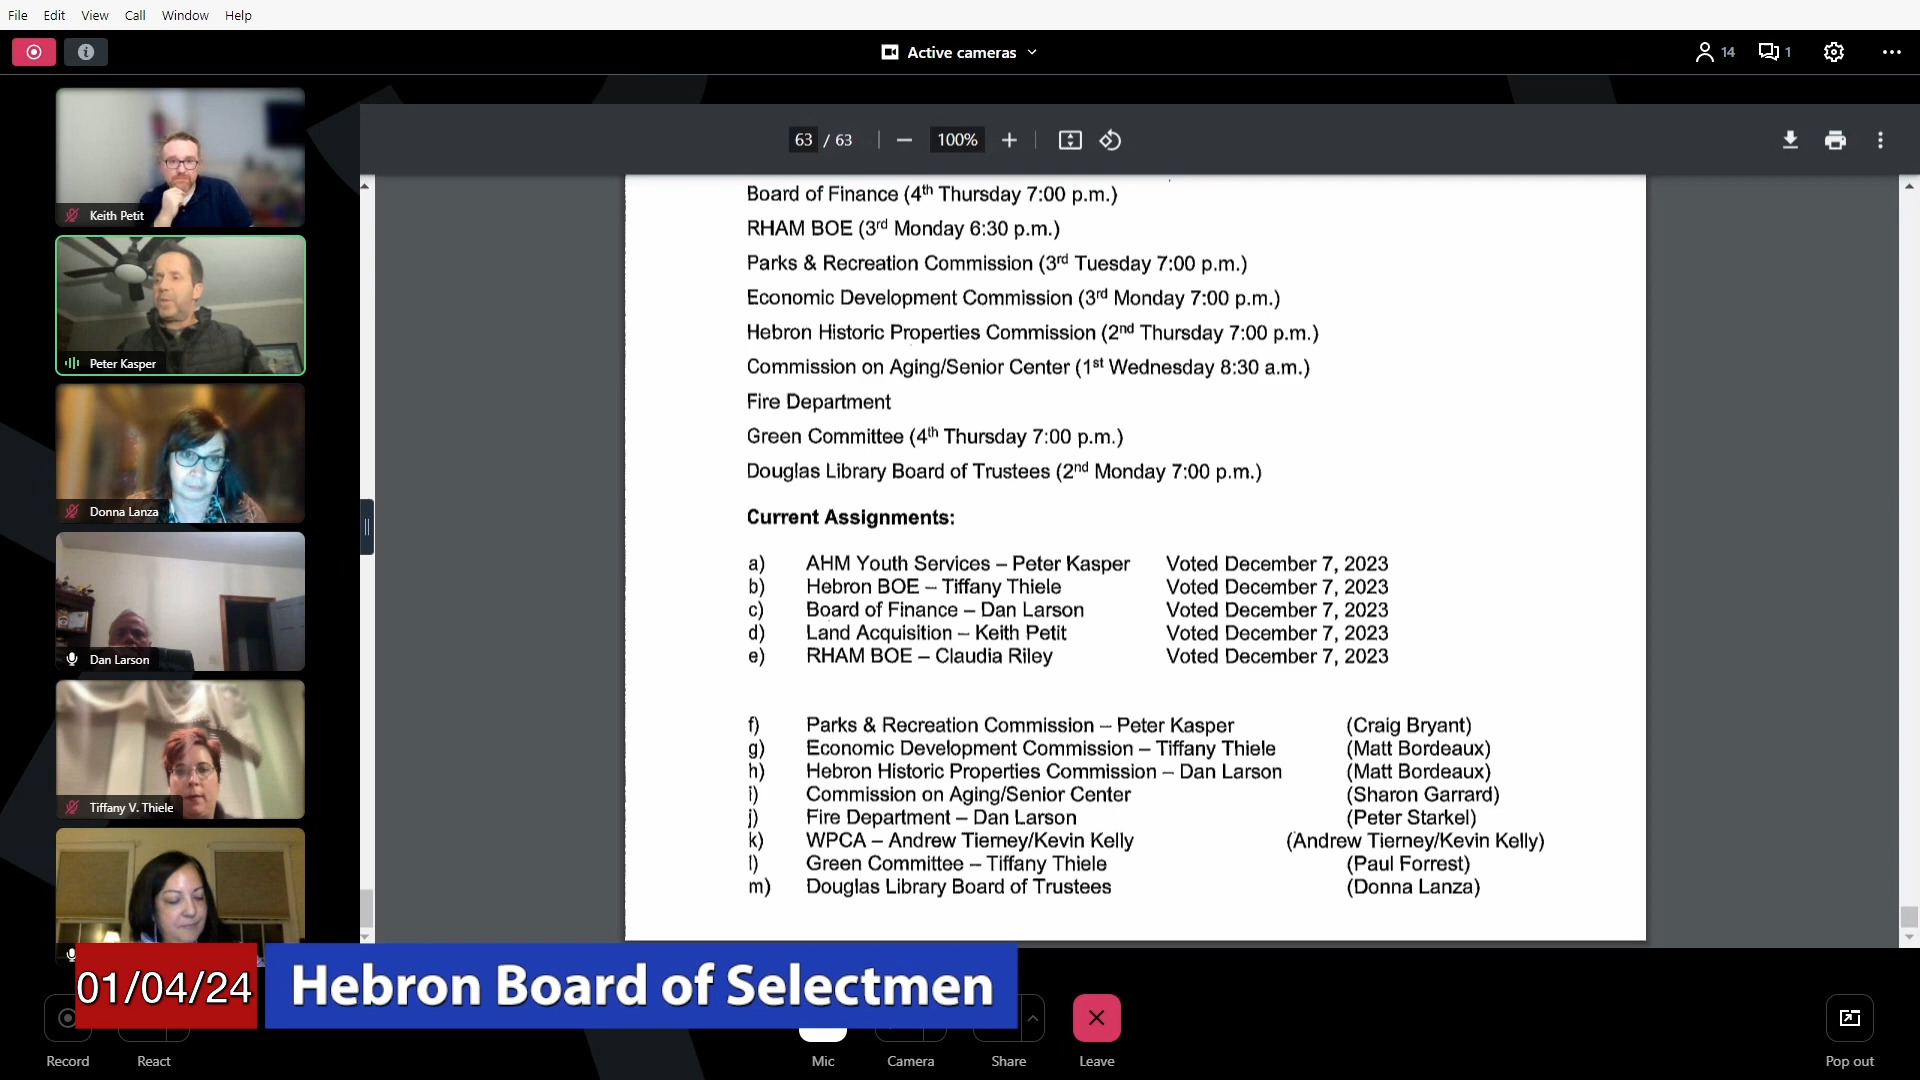 File Edit View Call Window Help
Active cameras
14
1
63 / 63
100%
Keith Petit
Peter Kasper
Donna Lanza
Dan Larson
Tiffany V. Thiele
Board of Finance (4th Thursday 7:00 p.m.)
RHAM BOE (3rd Monday 6:30 p.m.)
Parks & Recreation Commission (3rd Tuesday 7:00 p.m.)
Economic Development Commission (3rd Monday 7:00 p.m.)
Hebron Historic Properties Commission (2nd Thursday 7:00 p.m.)
Commission on Aging/Senior Center (1st Wednesday 8:30 a.m.)
Fire Department
Green Committee (4th Thursday 7:00 p.m.)
Douglas Library Board of Trustees (2nd Monday 7:00 p.m.)
Current Assignments:
a) AHM Youth Services – Peter Kasper Voted December 7, 2023
b) Hebron BOE – Tiffany Thiele Voted December 7, 2023
c) Board of Finance – Dan Larson Voted December 7, 2023
d) Land Acquisition – Keith Petit Voted December 7, 2023
e) RHAM BOE – Claudia Riley Voted December 7, 2023
f) Parks & Recreation Commission – Peter Kasper (Craig Bryant)
g) Economic Development Commission – Tiffany Thiele (Matt Bordeaux)
h) Hebron Historic Properties Commission – Dan Larson (Matt Bordeaux)
i) Commission on Aging/Senior Center (Sharon Garrard)
j) Fire Department – Dan Larson (Peter Starkel)
k) WPCA – Andrew Tierney/Kevin Kelly (Andrew Tierney/Kevin Kelly)
l) Green Committee – Tiffany Thiele (Paul Forrest)
m) Douglas Library Board of Trustees (Donna Lanza)
01/04/24
Hebron Board of Selectmen
Record React Mic Camera Share Leave Pop out